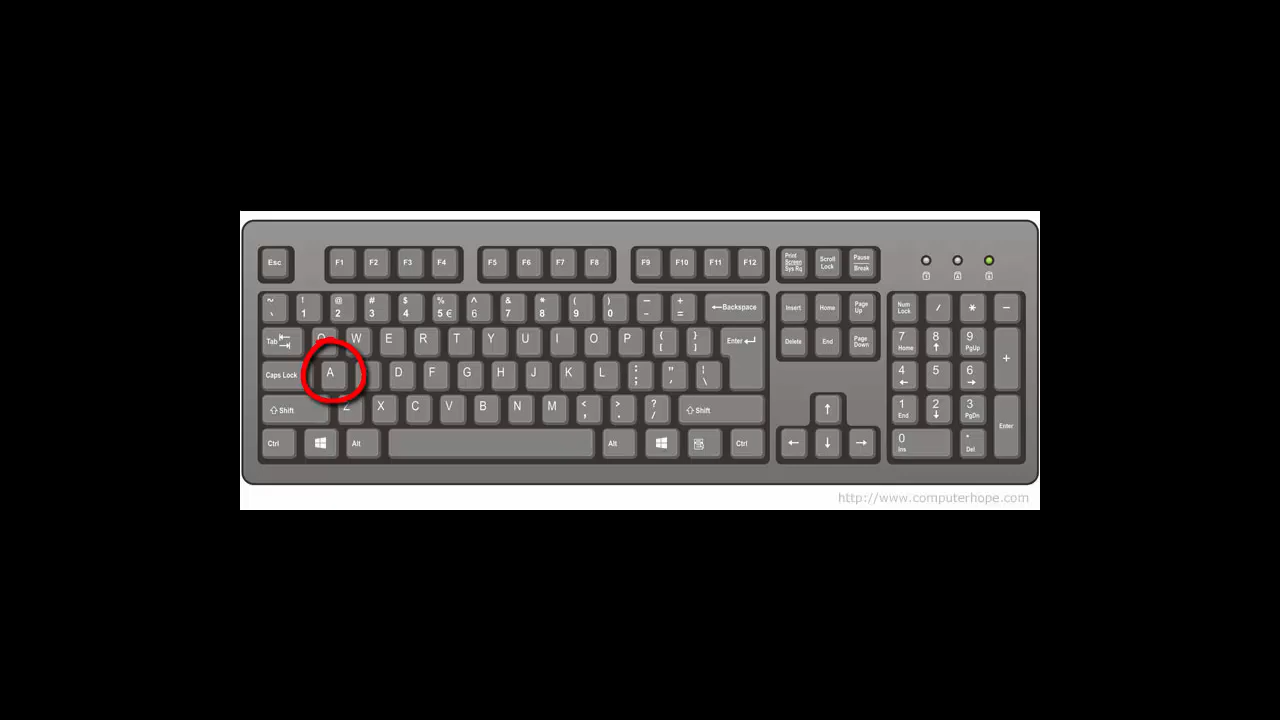 Esc F1 F2 F3 F4 F5 F6 F7 F8 F9 F10 F11 F12 Print Screen Sys Rq Scroll Lock Pause Break
~ ` ! 1 @ 2 # 3 $ 4 % 5 € ^ 6 & 7 * 8 ( 9 ) 0 — - + = ←Backspace Insert Home Page Up Num Lock / * −
Tab Q W E R T Y U I O P { [ } ] Enter Delete End Page Down 7 Home 8 ↑ 9 PgUp +
Caps Lock A D F G H J K L : ; " , ¦ \ 4 ← 5 6 →
⇧Shift Z X C V B N M < , > . ? / ⇧Shift ↑ 1 End 2 ↓ 3 PgDn Enter
Ctrl Alt Alt Ctrl ← ↓ → 0 Ins . Del
http://www.computerhope.com